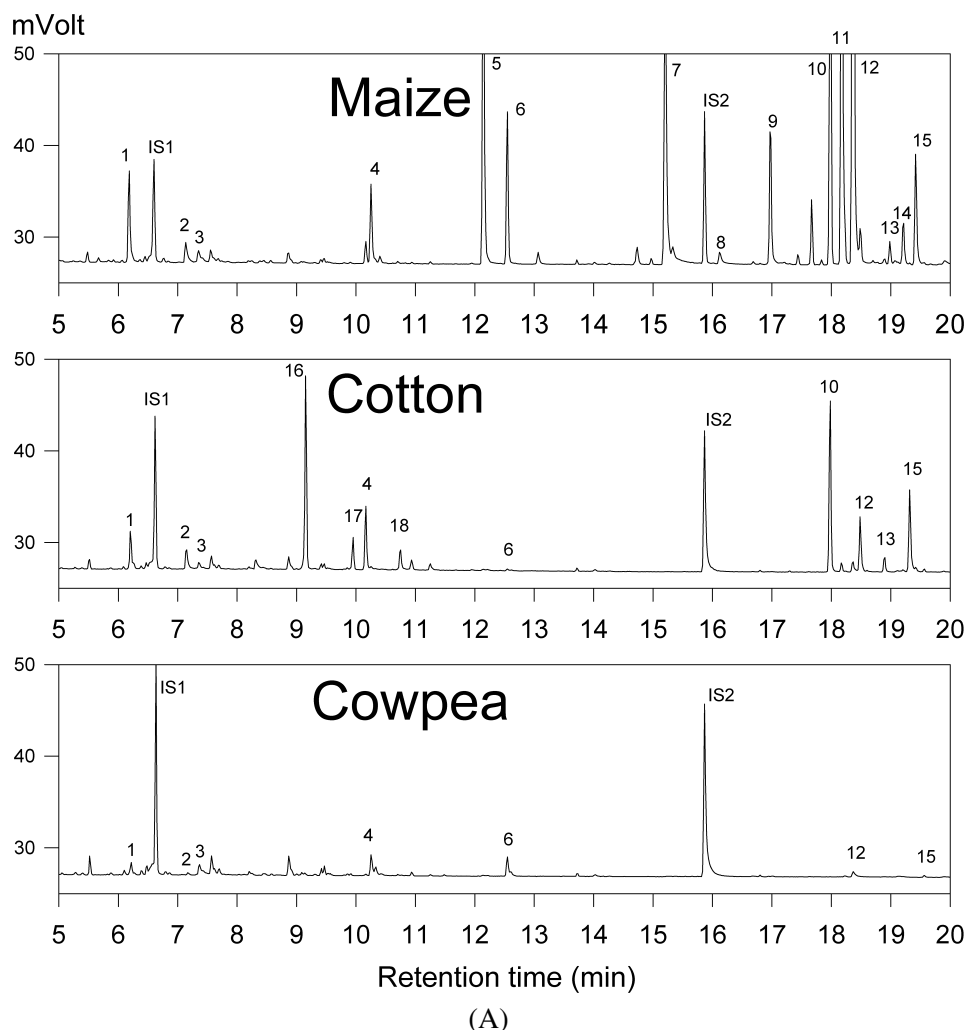 mVolt
50
40
30
Maize
1 IS1 2 3 4 5 6 7 IS2 8 9 10 11 12 13 14 15
5 6 7 8 9 10 11 12 13 14 15 16 17 18 19 20
50
40
30
Cotton
1 IS1 2 3 16 17 4 18 6 IS2 10 12 13 15
5 6 7 8 9 10 11 12 13 14 15 16 17 18 19 20
50
40
30
Cowpea
1 IS1 2 3 4 6 IS2 12 15
5 6 7 8 9 10 11 12 13 14 15 16 17 18 19 20
Retention time (min)
(A)